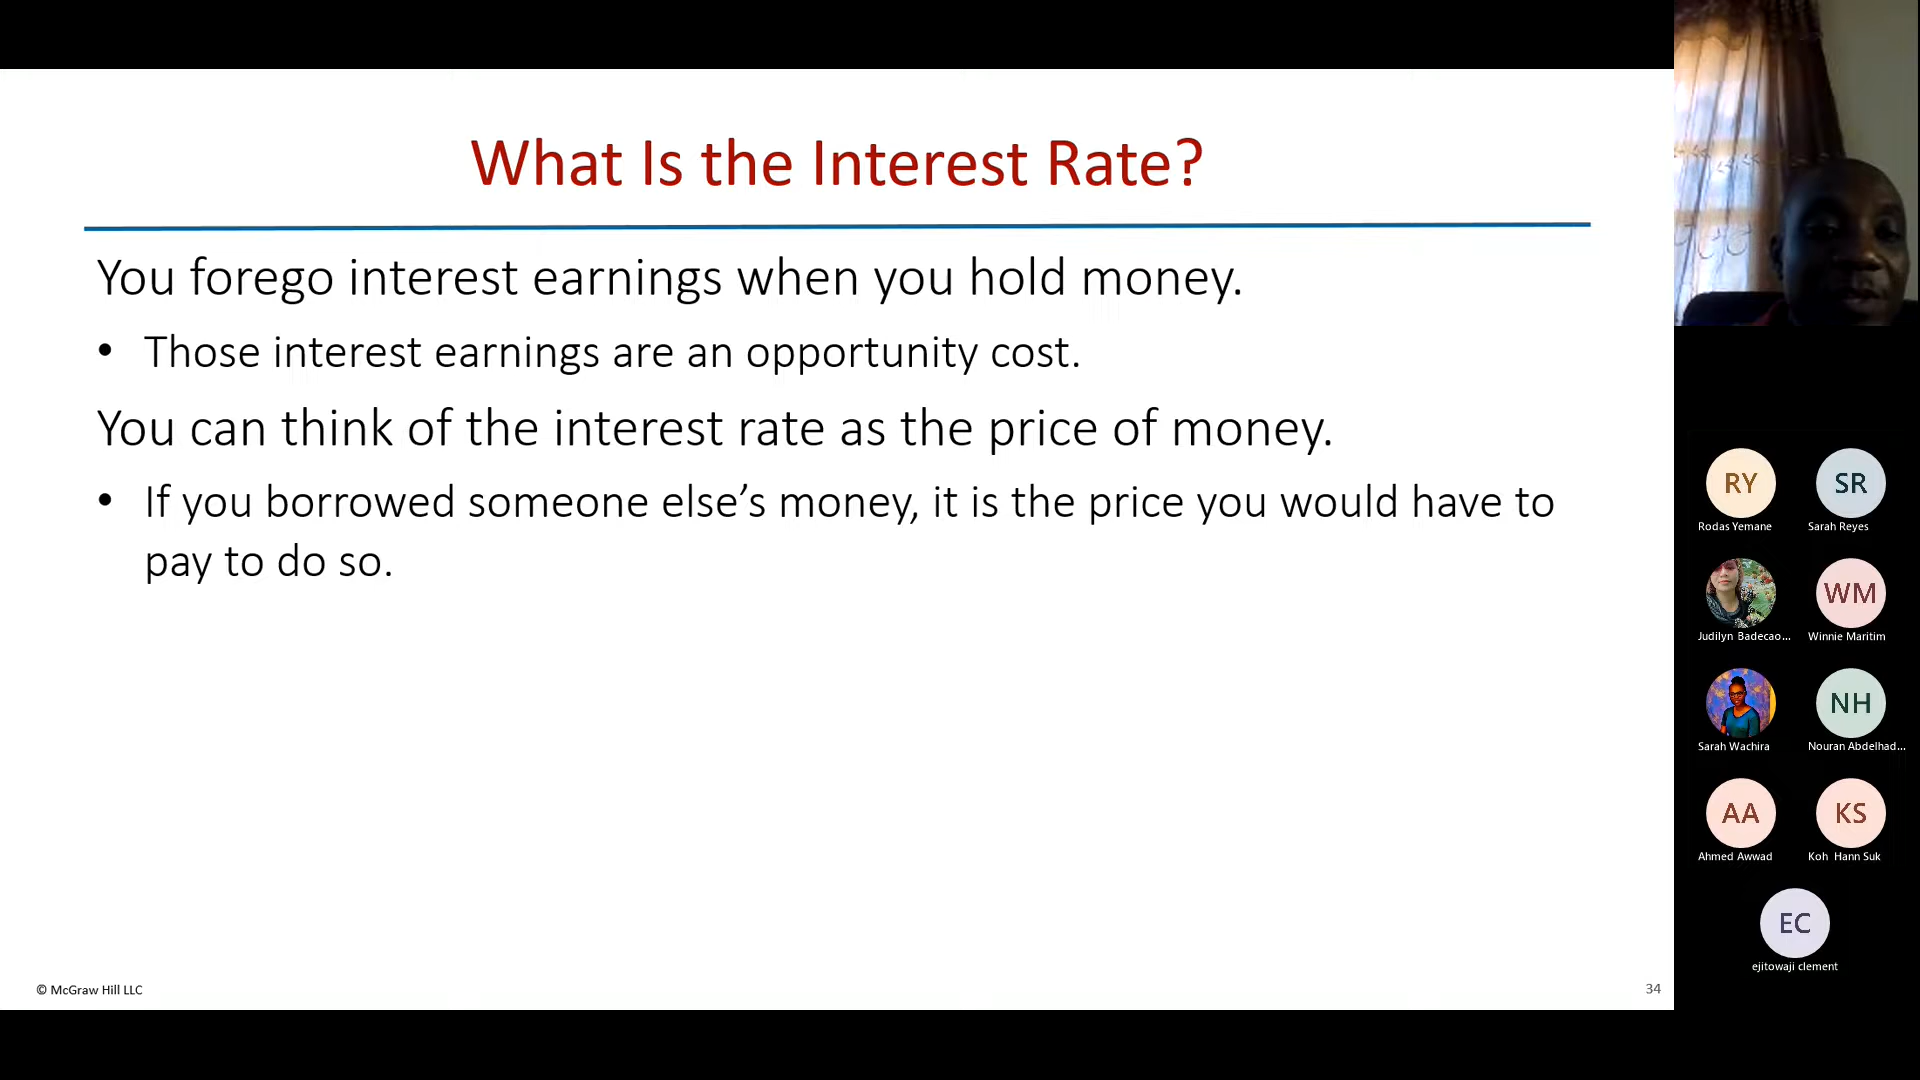 What Is the Interest Rate?
You forego interest earnings when you hold money.
• Those interest earnings are an opportunity cost.
You can think of the interest rate as the price of money.
• If you borrowed someone else’s money, it is the price you would have to
pay to do so.
© McGraw Hill LLC
34
RY
SR
Rodas Yemane
Sarah Reyes
WM
Judilyn Badecao...
Winnie Maritim
NH
Sarah Wachira
Nouran Abdelhad...
AA
KS
Ahmed Awwad
Koh Hann Suk
EC
ejitowaji clement